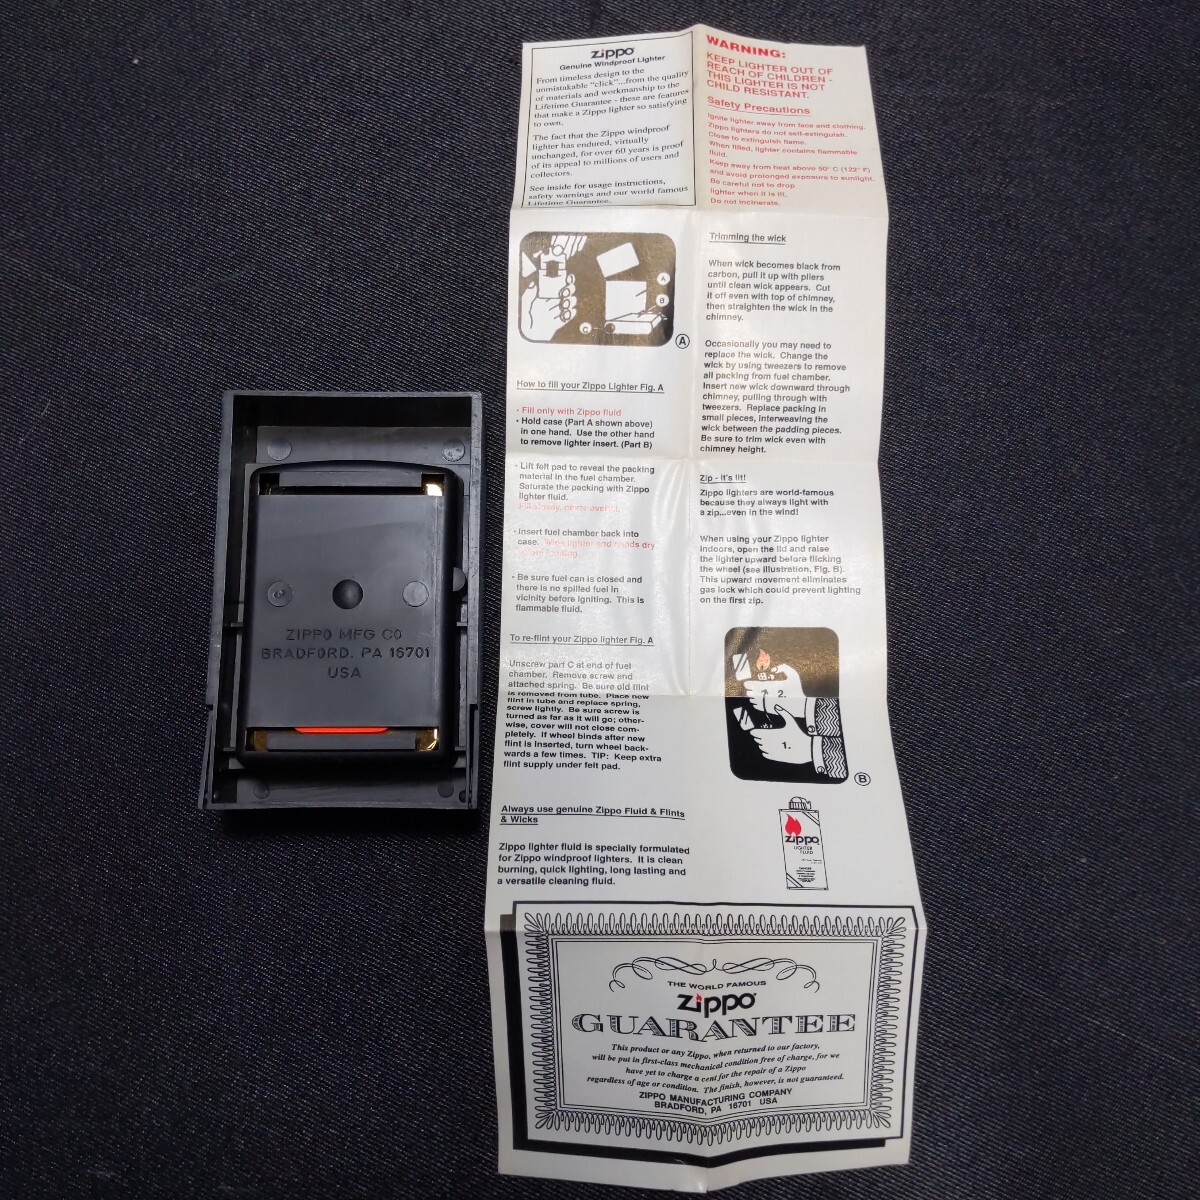 ZIPPO MFG CO
BRADFORD, PA 16701
USA
Zippo
Genuine Windproof Lighter
From timeless design to the
unmistakable "click"...from the quality
of materials and workmanship to the
Lifetime Guarantee - these are features
that make a Zippo lighter so satisfying
to own.
The fact that the Zippo windproof
lighter has endured, virtually
unchanged, for over 60 years is proof
of its appeal to millions of users and
collectors.
See inside for usage instructions,
safety warnings and our world famous
Lifetime Guarantee.
WARNING:
KEEP LIGHTER OUT OF
REACH OF CHILDREN -
THIS LIGHTER IS NOT
CHILD RESISTANT.
Safety Precautions
Ignite lighter away from face and clothing.
Zippo lighters do not self-extinguish.
Close to extinguish flame.
When filled, lighter contains flammable
fluid.
Keep away from heat above 50° C (122° F)
and avoid prolonged exposure to sunlight.
Be careful not to drop
lighter when it is lit.
Do not incinerate.
A
B
C
A
How to fill your Zippo Lighter Fig. A
• Fill only with Zippo fluid
• Hold case (Part A shown above)
in one hand. Use the other hand
to remove lighter insert. (Part B)
• Lift felt pad to reveal the packing
material in the fuel chamber.
Saturate the packing with Zippo
lighter fluid.
• Insert fuel chamber back into
case. Wipe lighter and hands dry
• Be sure fuel can is closed and
there is no spilled fuel in
vicinity before igniting. This is
flammable fluid.
To re-flint your Zippo lighter Fig. A
Unscrew part C at end of fuel
chamber. Remove screw and
attached spring. Be sure old flint
is removed from tube. Place new
flint in tube and replace spring,
screw lightly. Be sure screw is
turned as far as it will go; other-
wise, cover will not close com-
pletely. If wheel binds after new
flint is inserted, turn wheel back-
wards a few times. TIP: Keep extra
flint supply under felt pad.
Always use genuine Zippo Fluid & Flints
& Wicks
Zippo lighter fluid is specially formulated
for Zippo windproof lighters. It is clean
burning, quick lighting, long lasting and
a versatile cleaning fluid.
Trimming the wick
When wick becomes black from
carbon, pull it up with pliers
until clean wick appears. Cut
it off even with top of chimney,
then straighten the wick in the
chimney.
Occasionally you may need to
replace the wick. Change the
wick by using tweezers to remove
all packing from fuel chamber.
Insert new wick downward through
chimney, pulling through with
tweezers. Replace packing in
small pieces, interweaving the
wick between the padding pieces.
Be sure to trim wick even with
chimney height.
Zip - it's lit!
Zippo lighters are world-famous
because they always light with
a zip...even in the wind!
When using your Zippo lighter
indoors, open the lid and raise
the lighter upward before flicking
the wheel (see illustration, Fig. B).
This upward movement eliminates
gas lock which could prevent lighting
on the first zip.
2.
1.
B
Zippo
LIGHTER
FLUID
THE WORLD FAMOUS
Zippo
GUARANTEE
This product or any Zippo, when returned to our factory,
will be put in first-class mechanical condition free of charge, for we
have yet to charge a cent for the repair of a Zippo
regardless of age or condition. The finish, however, is not guaranteed.
ZIPPO MANUFACTURING COMPANY
BRADFORD, PA 16701 USA